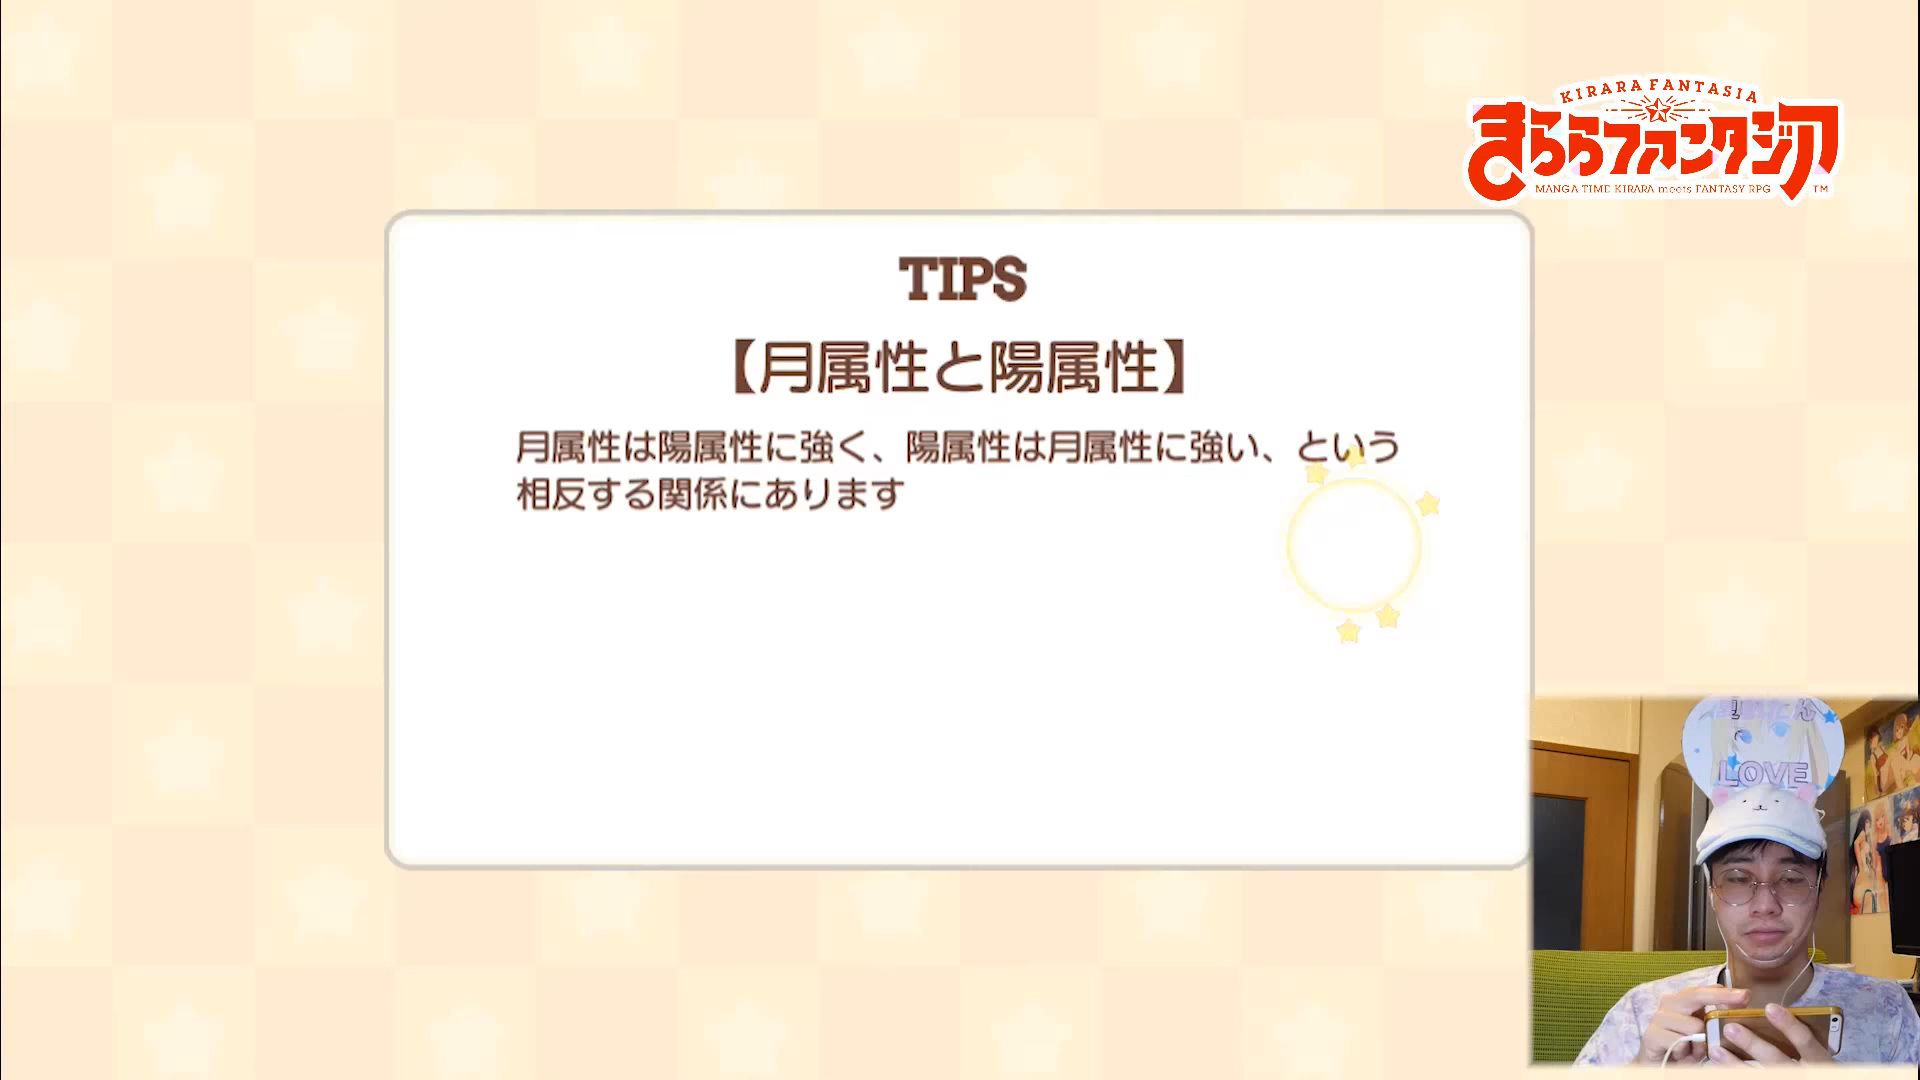 KIRARA FANTASIA
きららファンタジア
MANGA TIME KIRARA meets FANTASY RPG
TM
TIPS
【月属性と陽属性】
月属性は陽属性に強く、陽属性は月属性に強い、という
相反する関係にあります
LOVE